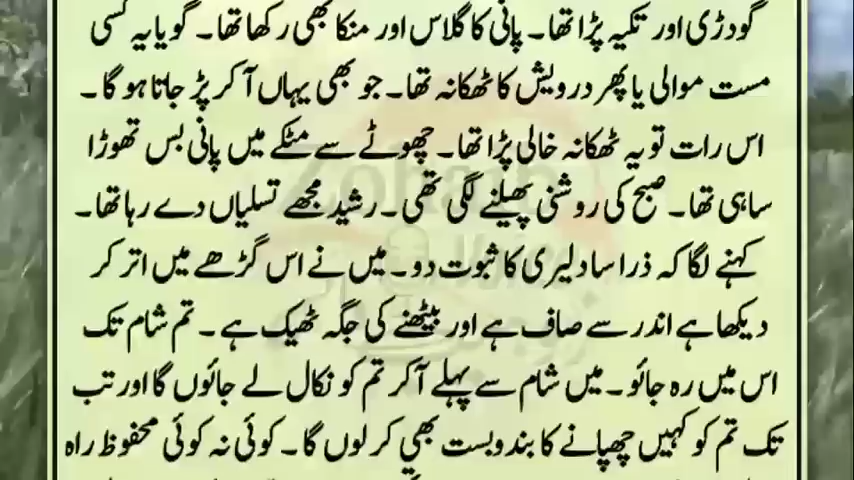 گودڑی اور تکیہ پڑا تھا۔ پانی کا گلاس اور منکا بھی رکھا تھا۔ گویا یہ کسی
مست موالی یا پھر درویش کا ٹھکانہ تھا۔ جو بھی یہاں آ کر پڑ جاتا ہو گا۔
اس رات تو یہ ٹھکانہ خالی پڑا تھا۔ چھوٹے سے مٹکے میں پانی بس تھوڑا
سا ہی تھا۔ صبح کی روشنی پھیلنے لگی تھی۔ رشید مجھے تسلیاں دے رہا تھا۔
کہنے لگا کہ ذرا سا دلیری کا ثبوت دو۔ میں نے اس گڑھے میں اتر کر
دیکھا ہے اندر سے صاف ہے اور بیٹھنے کی جگہ ٹھیک ہے۔ تم شام تک
اس میں رہ جائو۔ میں شام سے پہلے آ کر تم کو نکال لے جائوں گا اور تب
تک تم کو کہیں چھپانے کا بندوبست بھی کر لوں گا۔ کوئی نہ کوئی محفوظ راہ